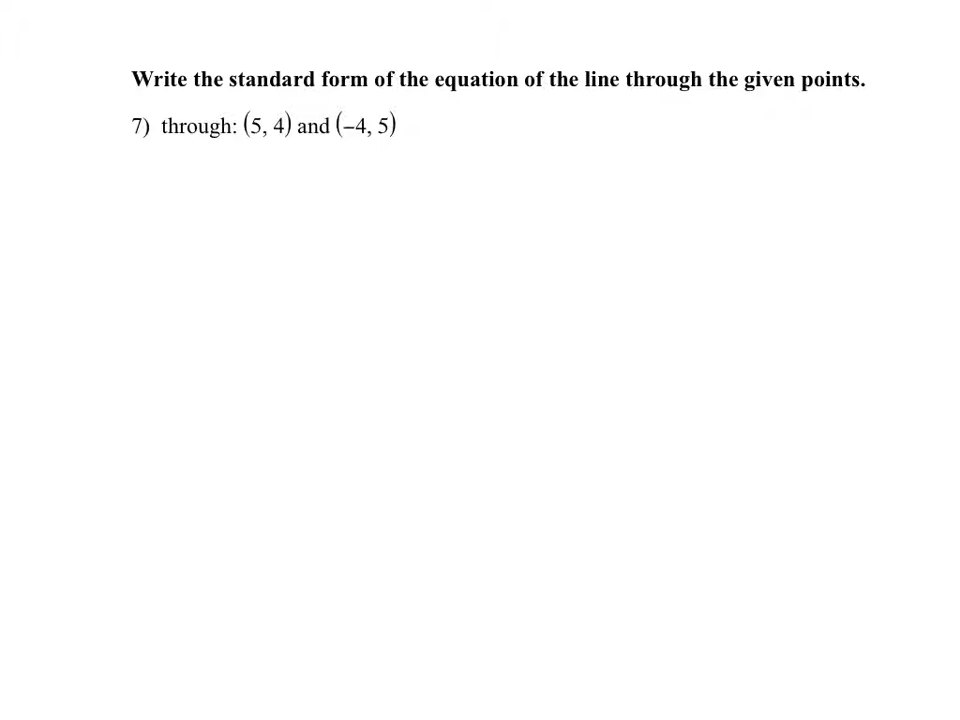 Write the standard form of the equation of the line through the given points.
7) through: (5, 4) and (−4, 5)